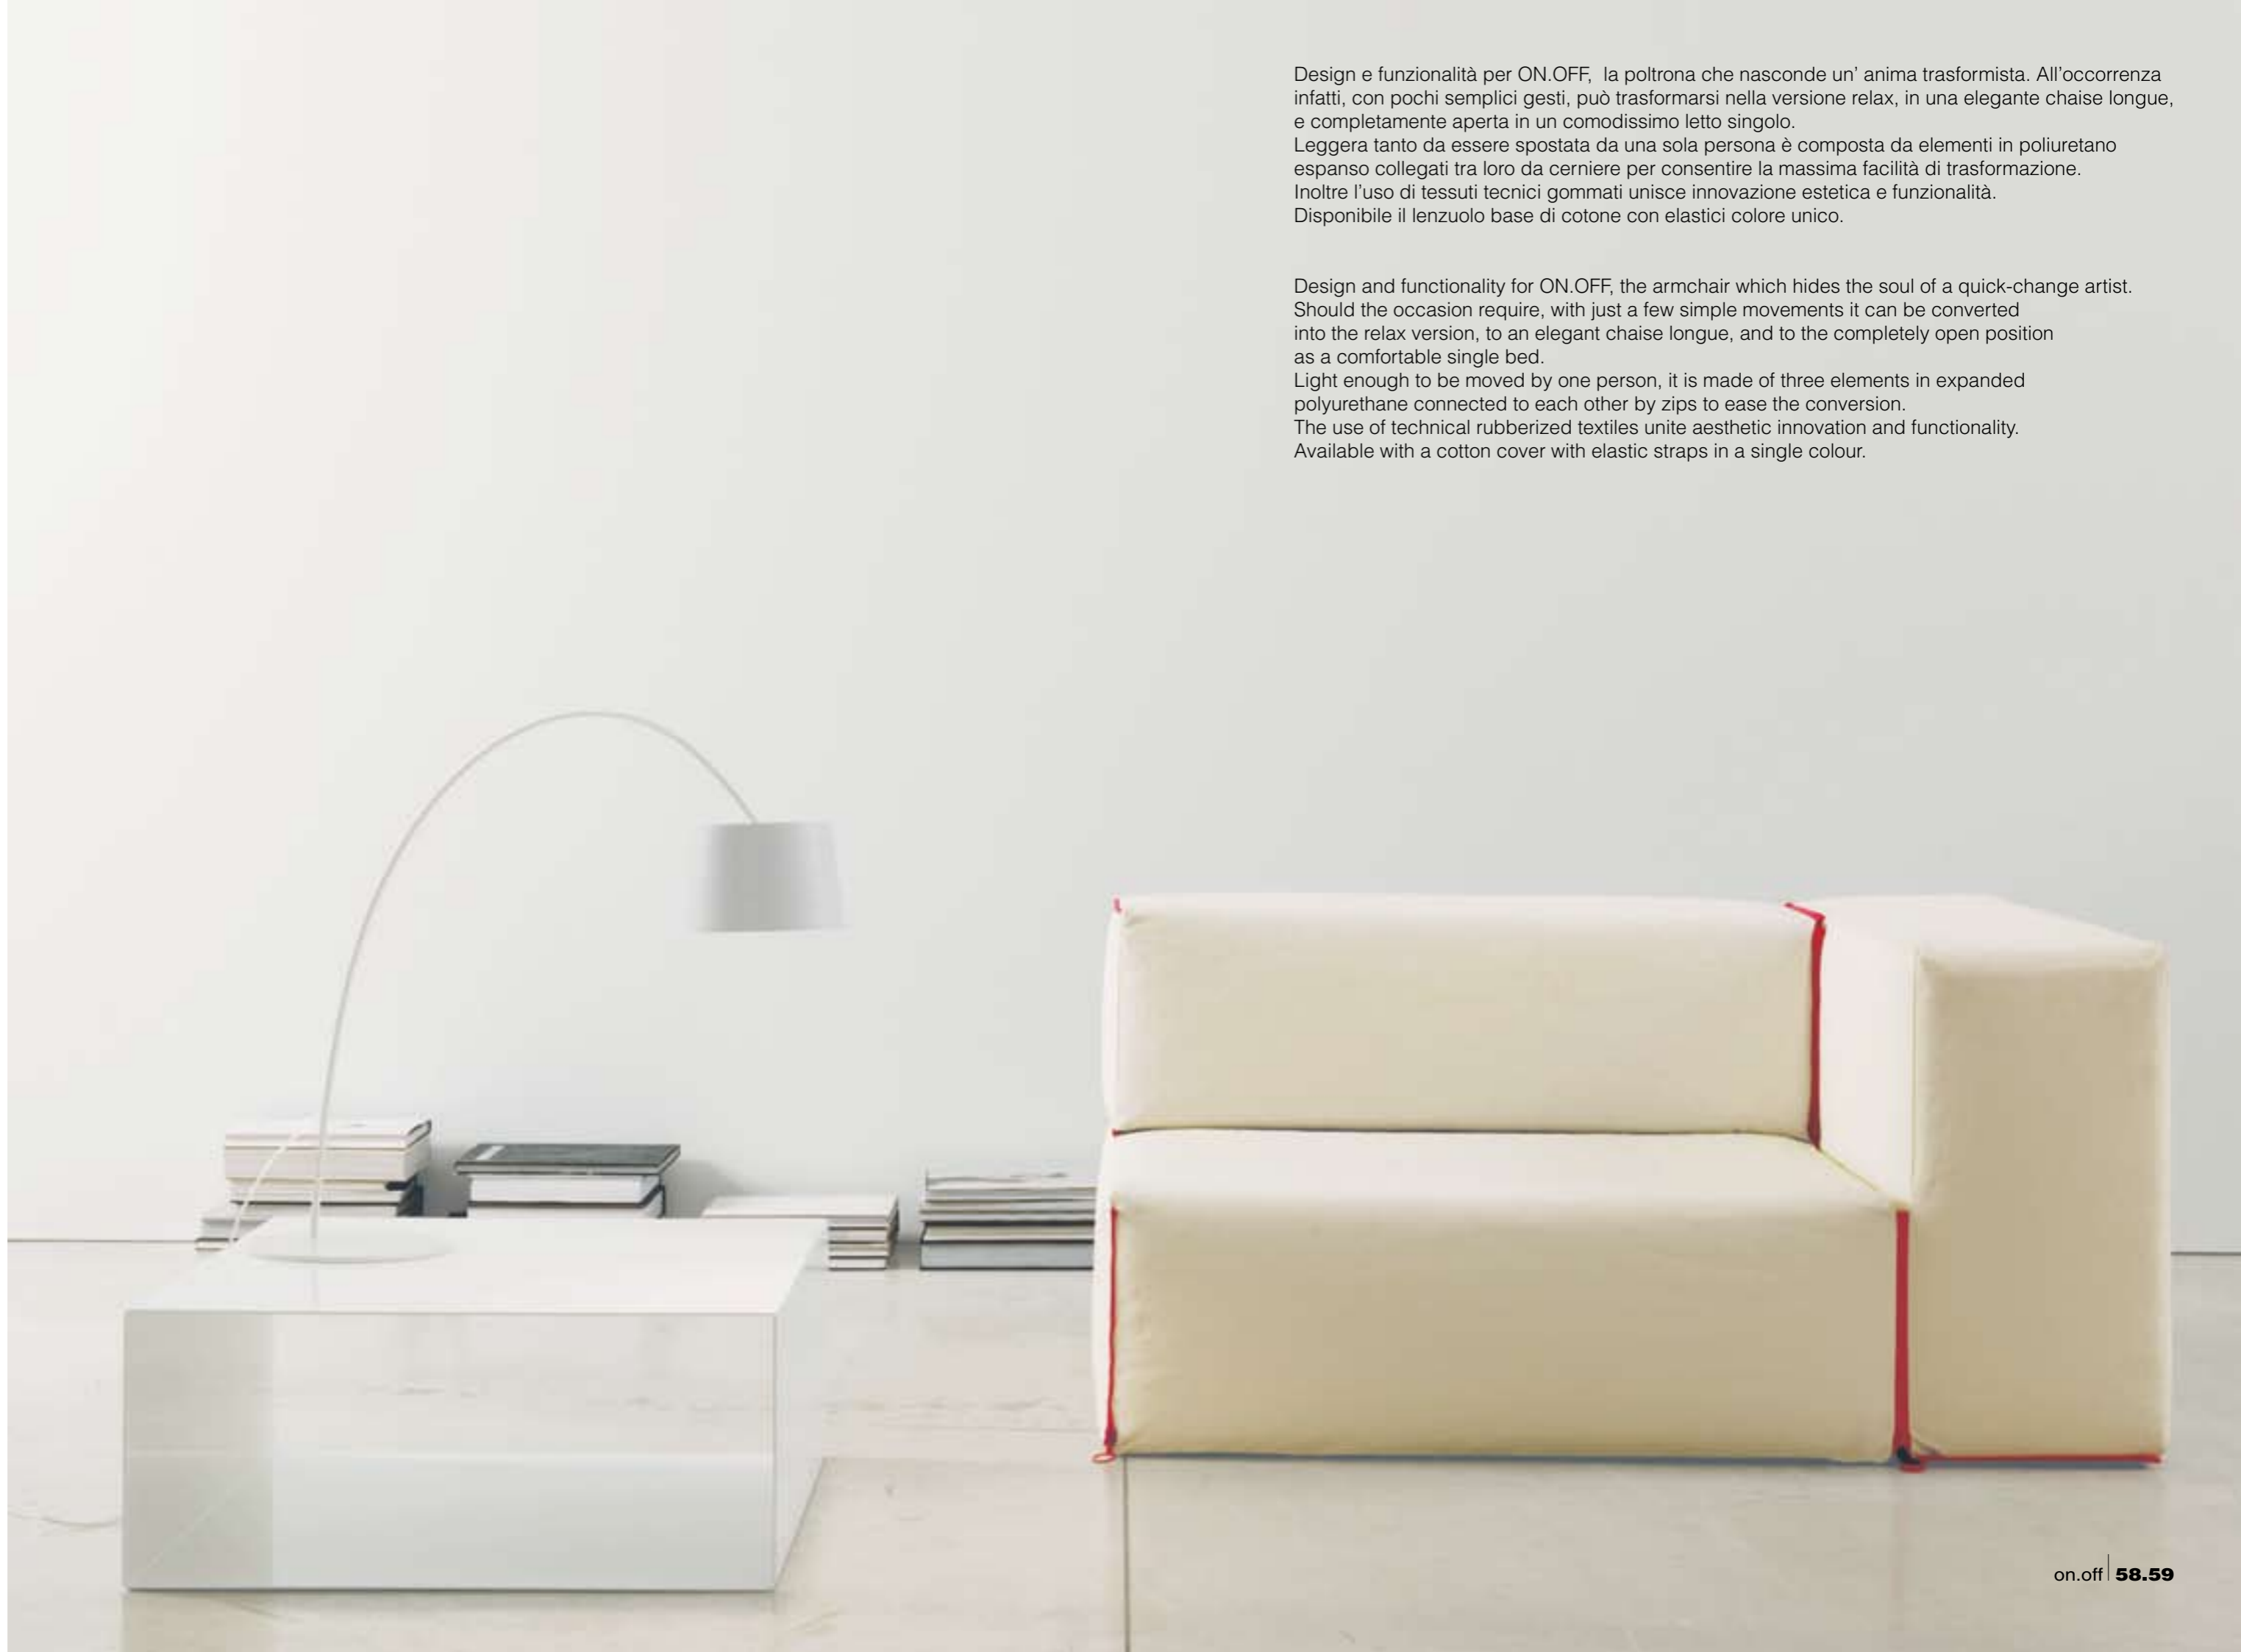 Design e funzionalità per ON.OFF,  la poltrona che nasconde un’ anima trasformista. All’occorrenza
infatti, con pochi semplici gesti, può trasformarsi nella versione relax, in una elegante chaise longue,
e completamente aperta in un comodissimo letto singolo.
Leggera tanto da essere spostata da una sola persona è composta da elementi in poliuretano
espanso collegati tra loro da cerniere per consentire la massima facilità di trasformazione.
Inoltre l’uso di tessuti tecnici gommati unisce innovazione estetica e funzionalità.
Disponibile il lenzuolo base di cotone con elastici colore unico.
Design and functionality for ON.OFF, the armchair which hides the soul of a quick-change artist.
Should the occasion require, with just a few simple movements it can be converted
into the relax version, to an elegant chaise longue, and to the completely open position
as a comfortable single bed.
Light enough to be moved by one person, it is made of three elements in expanded
polyurethane connected to each other by zips to ease the conversion.
The use of technical rubberized textiles unite aesthetic innovation and functionality.
Available with a cotton cover with elastic straps in a single colour.
on.off 58.59